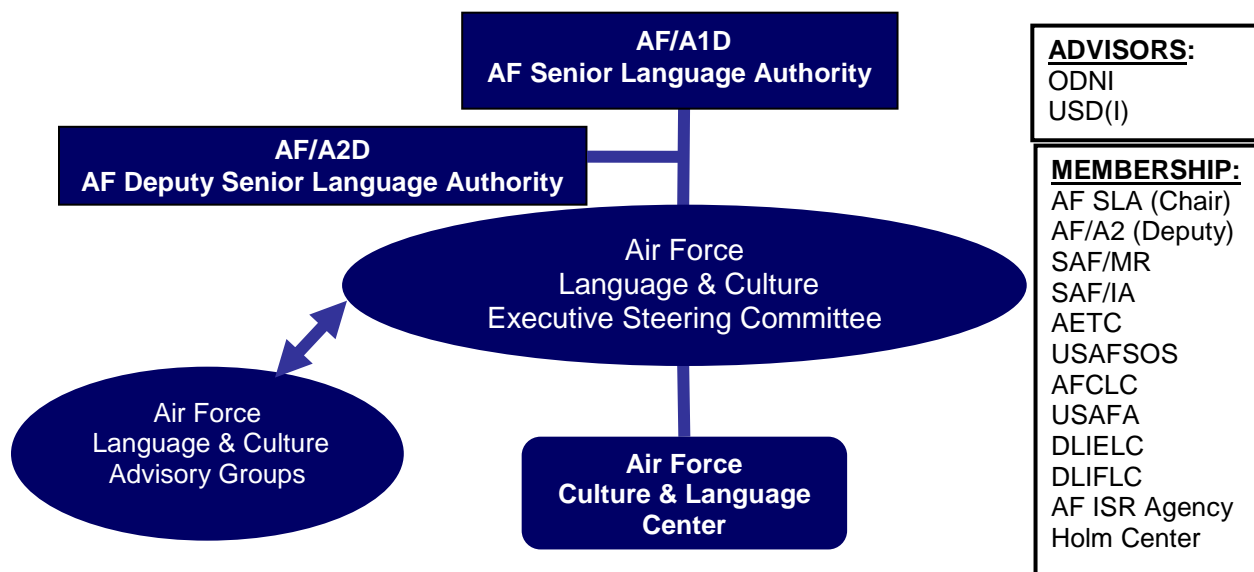 AF/A1D
AF Senior Language Authority
AF/A2D
AF Deputy Senior Language Authority
Air Force
Language & Culture
Executive Steering Committee
Air Force
Language & Culture
Advisory Groups
Air Force
Culture & Language
Center
ADVISORS:
ODNI
USD(I)
MEMBERSHIP:
AF SLA (Chair)
AF/A2 (Deputy)
SAF/MR
SAF/IA
AETC
USAFSOS
AFCLC
USAFA
DLIELC
DLIFLC
AF ISR Agency
Holm Center